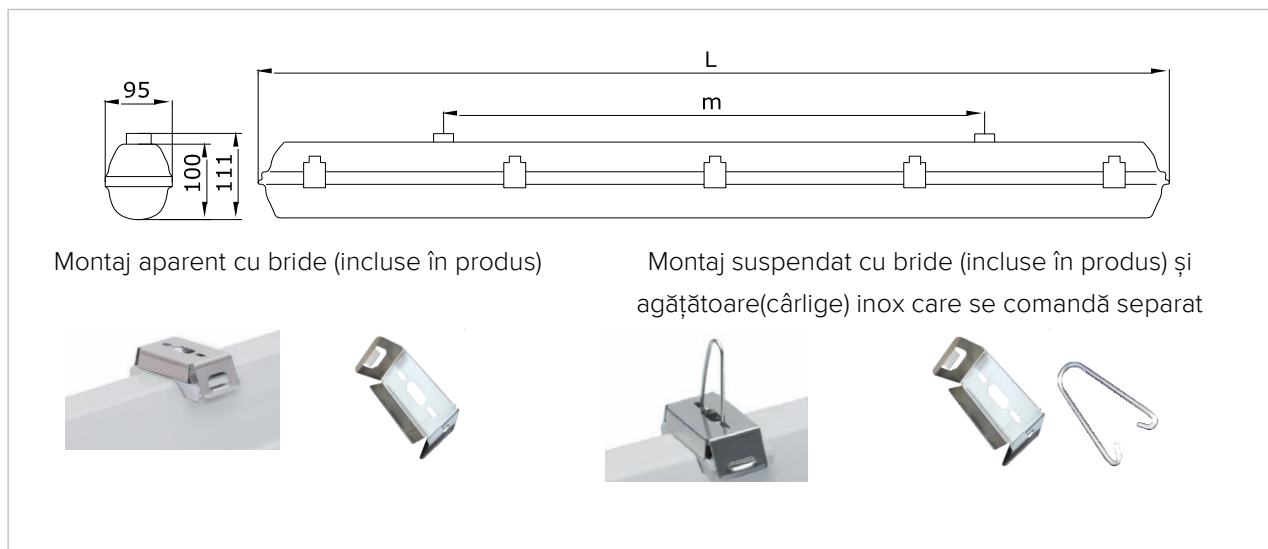 L
95
m
100
111
Montaj aparent cu bride (incluse în produs)
Montaj suspendat cu bride (incluse în produs) și
agățătoare(cârlige) inox care se comandă separat